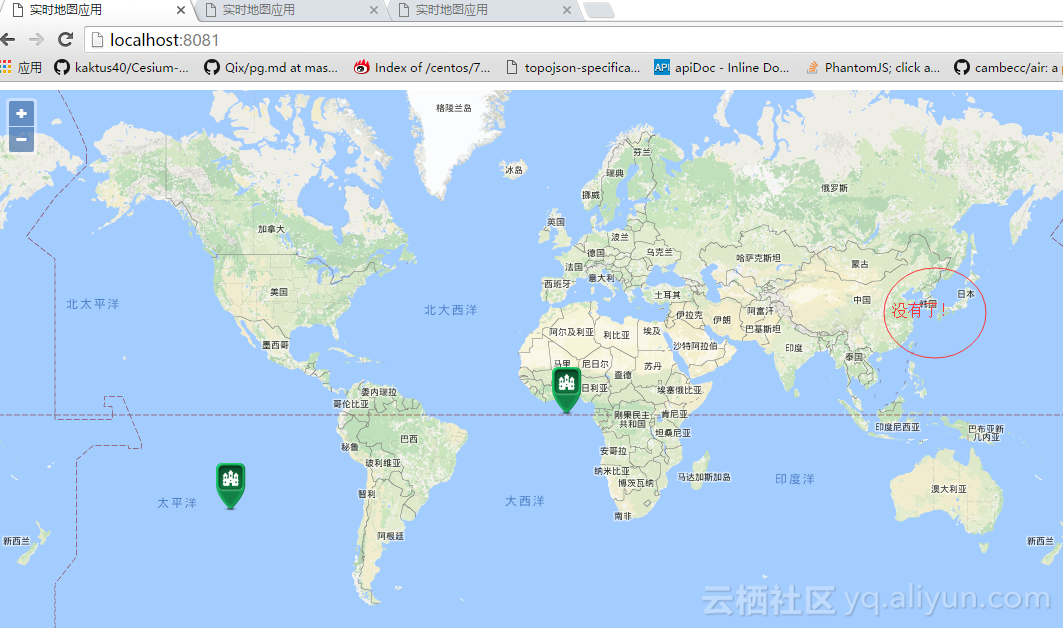 实时地图应用 实时地图应用 实时地图应用
localhost:8081
应用 kaktus40/Cesium-... Qix/pg.md at mas... Index of /centos/7... topojson-specifica... apiDoc - Inline Do... PhantomJS; click a... cambecc/air: a
+
−
格陵兰岛
冰岛
芬兰
瑞典
挪威
俄罗斯
英国
加拿大
波兰
德国
乌克兰
哈萨克斯坦
法国
蒙古
意大利
西班牙
美国
土耳其
中国
日本
韩国
没有了!
北太平洋
北大西洋
伊拉克
伊朗
阿富汗
巴基斯坦
阿尔及利亚
利比亚
埃及
墨西哥
沙特阿拉伯
印度
泰国
马里
尼日尔
苏丹
查德
日利亚
埃塞俄比亚
委内瑞拉
哥伦比亚
刚果民主
共和国
肯尼亚
坦桑尼亚
印度尼西亚
巴布亚新
几内亚
巴西
秘鲁
玻利维亚
安哥拉
纳米比亚
博茨瓦纳
马达加斯加岛
印度洋
太平洋
智利
大西洋
南非
澳大利亚
阿根廷
新西兰
新西兰
云栖社区 yq.aliyun.com